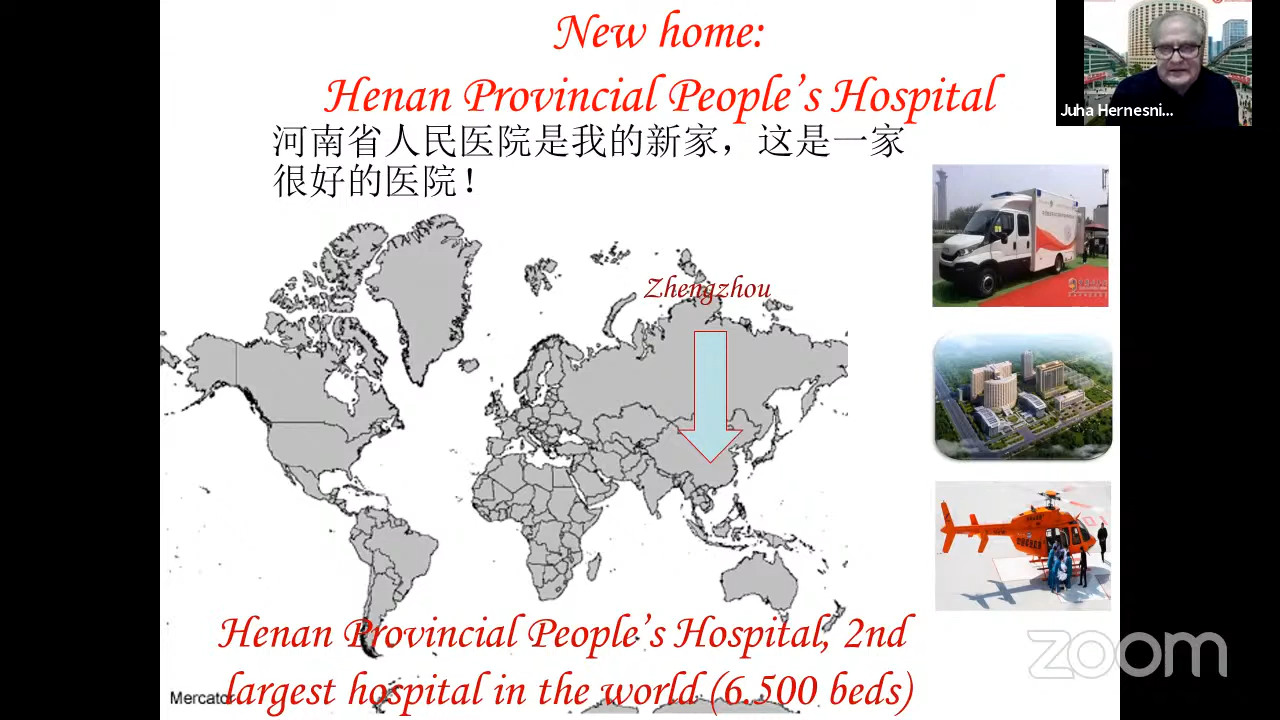 New home:
Henan Provincial People’s Hospital
河南省人民医院是我的新家，这是一家
很好的医院！
Juha Hernesni...
Zhengzhou
Henan Provincial People’s Hospital, 2nd
largest hospital in the world (6.500 beds)
Mercator
zoom